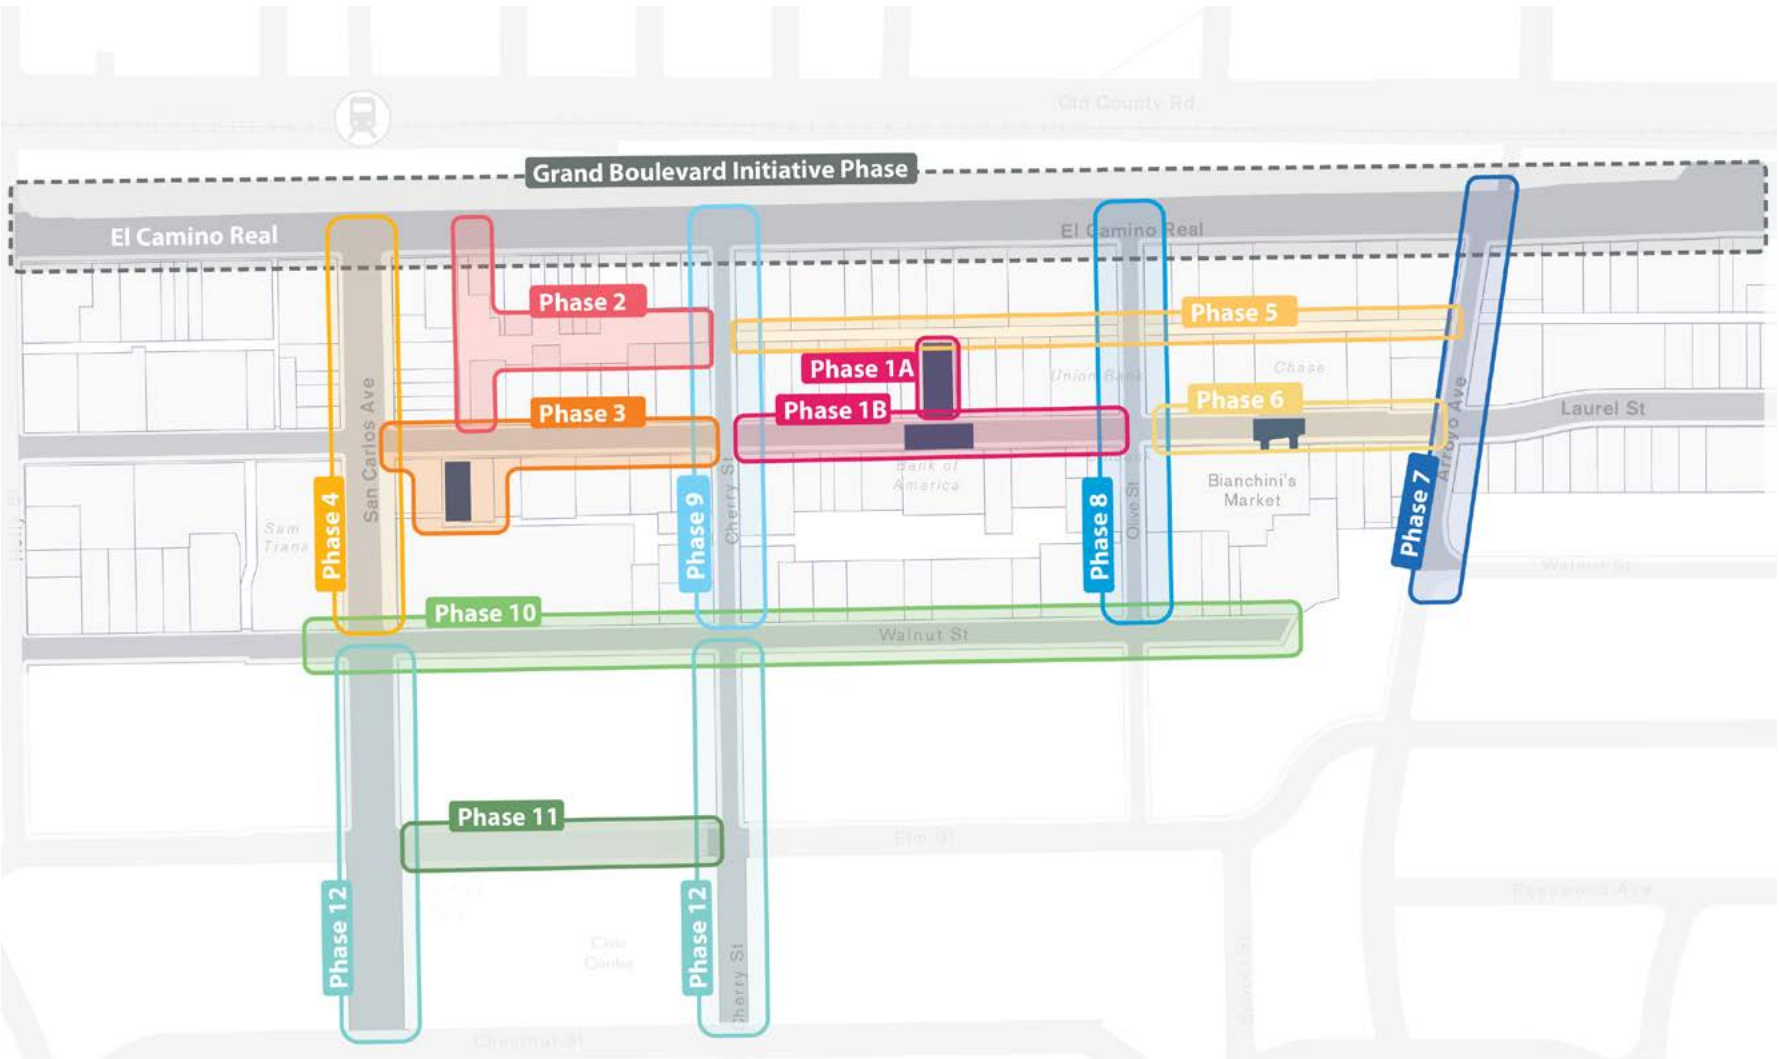 Old County Rd
Grand Boulevard Initiative Phase
El Camino Real
El Camino Real
Phase 2
Phase 5
Phase 1A
Union Bank
Chase
Phase 6
Phase 1B
Phase 3
Laurel St
San Carlos Ave
Arroyo Ave
Cherry St
Bank of
America
Bianchini's
Market
Olive St
Phase 4
Phase 9
Phase 8
Phase 7
Sam
Trans
Walnut St
Phase 10
Walnut St
Phase 11
Elm St
Rosewood Ave
Phase 12
Phase 12
Civic
Center
Cherry St
Chestnut St